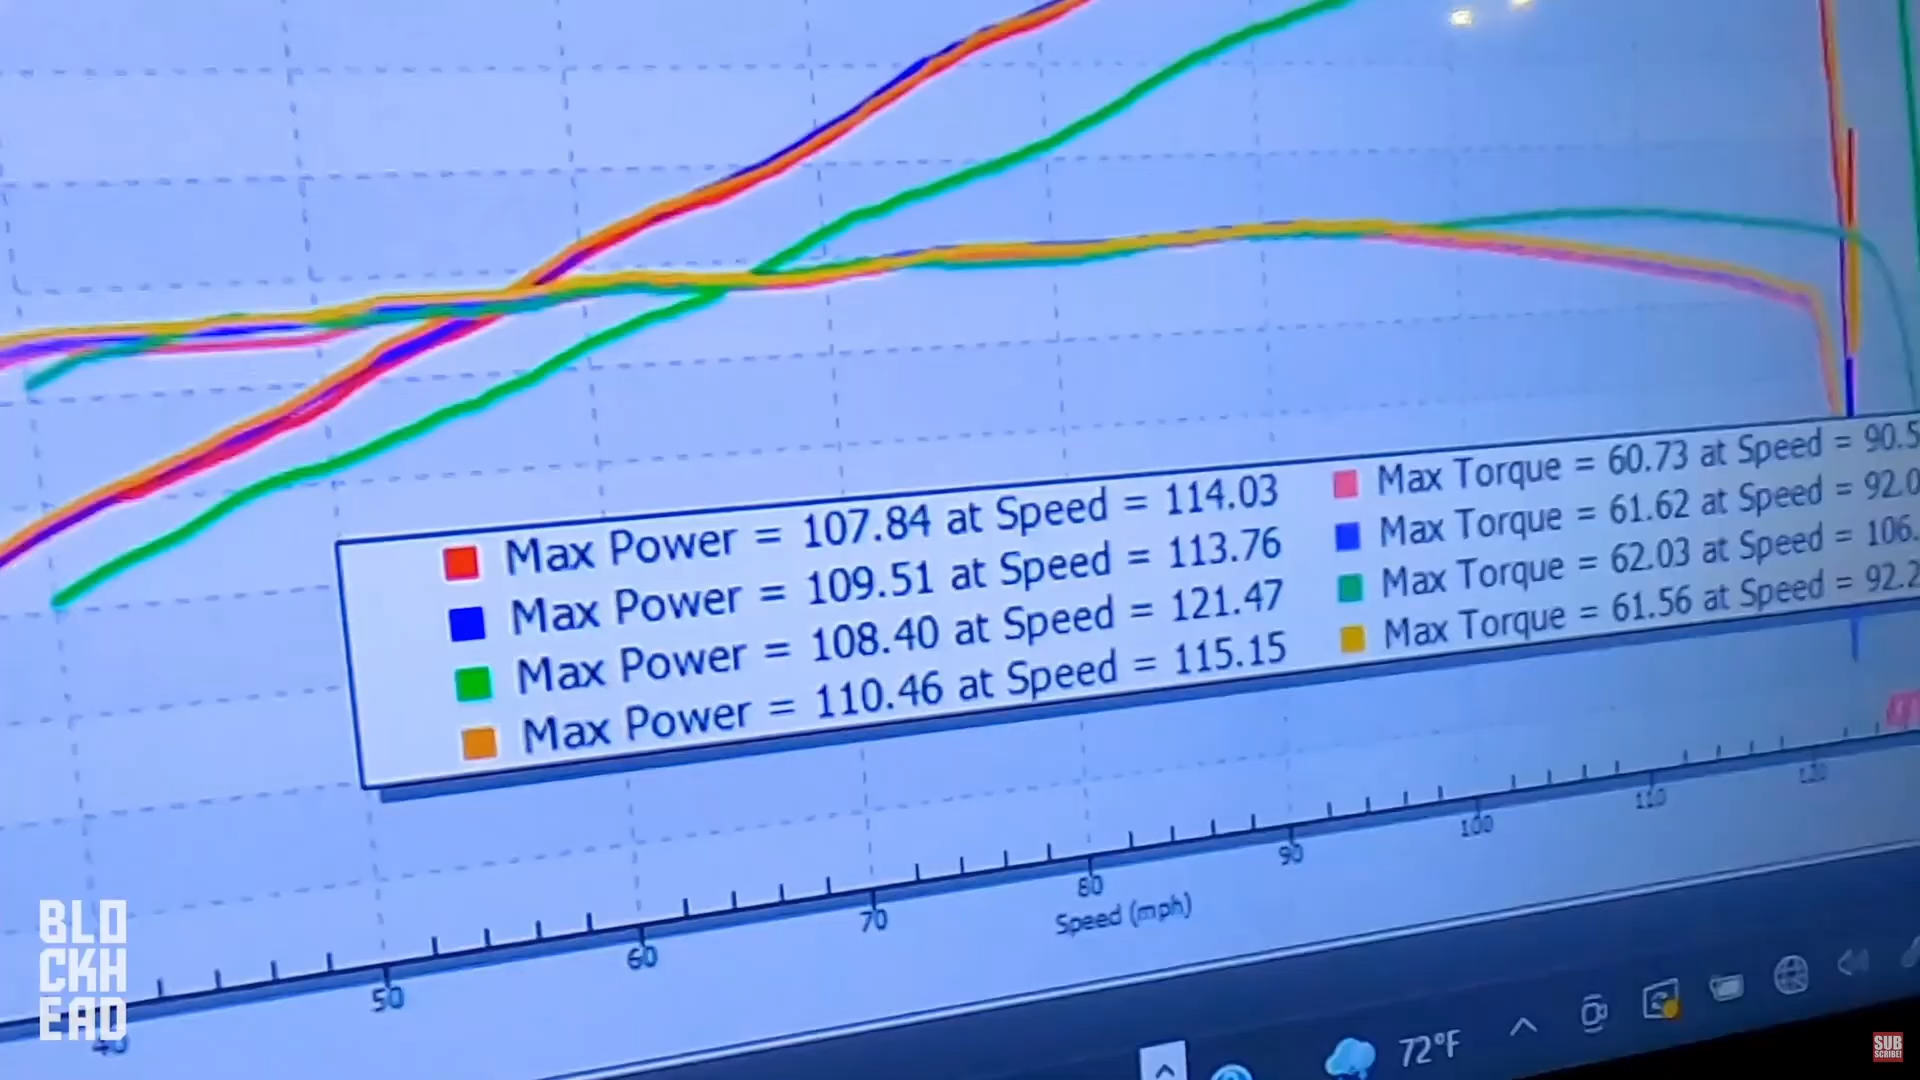 Max Power = 107.84 at Speed = 114.03
Max Power = 109.51 at Speed = 113.76
Max Power = 108.40 at Speed = 121.47
Max Power = 110.46 at Speed = 115.15
Max Torque = 60.73 at Speed = 90.5
Max Torque = 61.62 at Speed = 92.0
Max Torque = 62.03 at Speed = 106.
Max Torque = 61.56 at Speed = 92.2
40 50 60 70 80 90 100 110 120
Speed (mph)
72°F
BLO
CKH
EAD
SUB
SCRIBE!